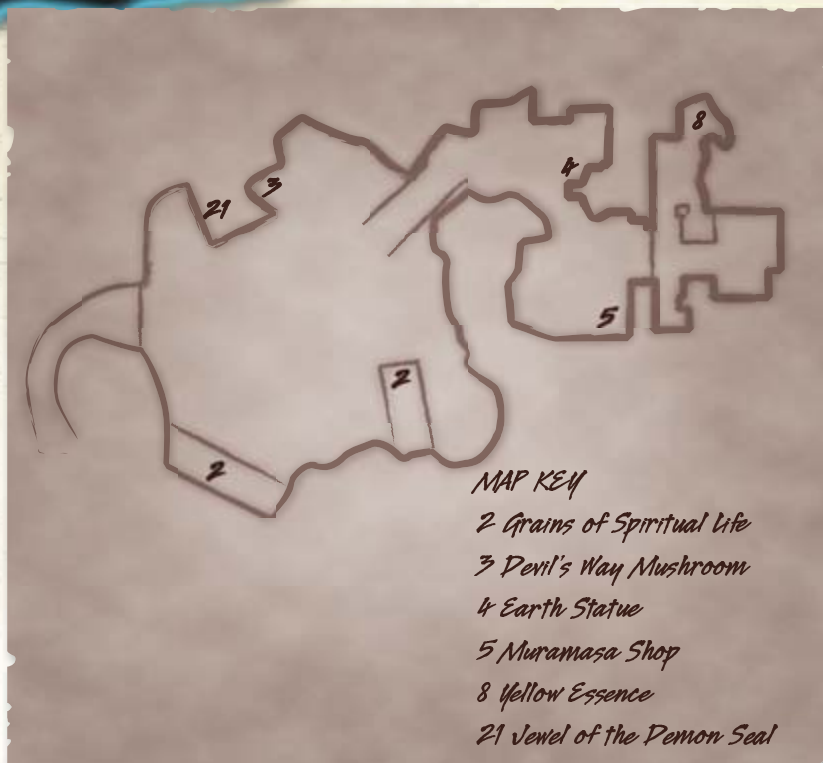 8
4
3
21
5
2
2
MAP KEY
2 Grains of Spiritual Life
3 Devil's Way Mushroom
4 Earth Statue
5 Muramasa Shop
8 Yellow Essence
21 Jewel of the Demon Seal